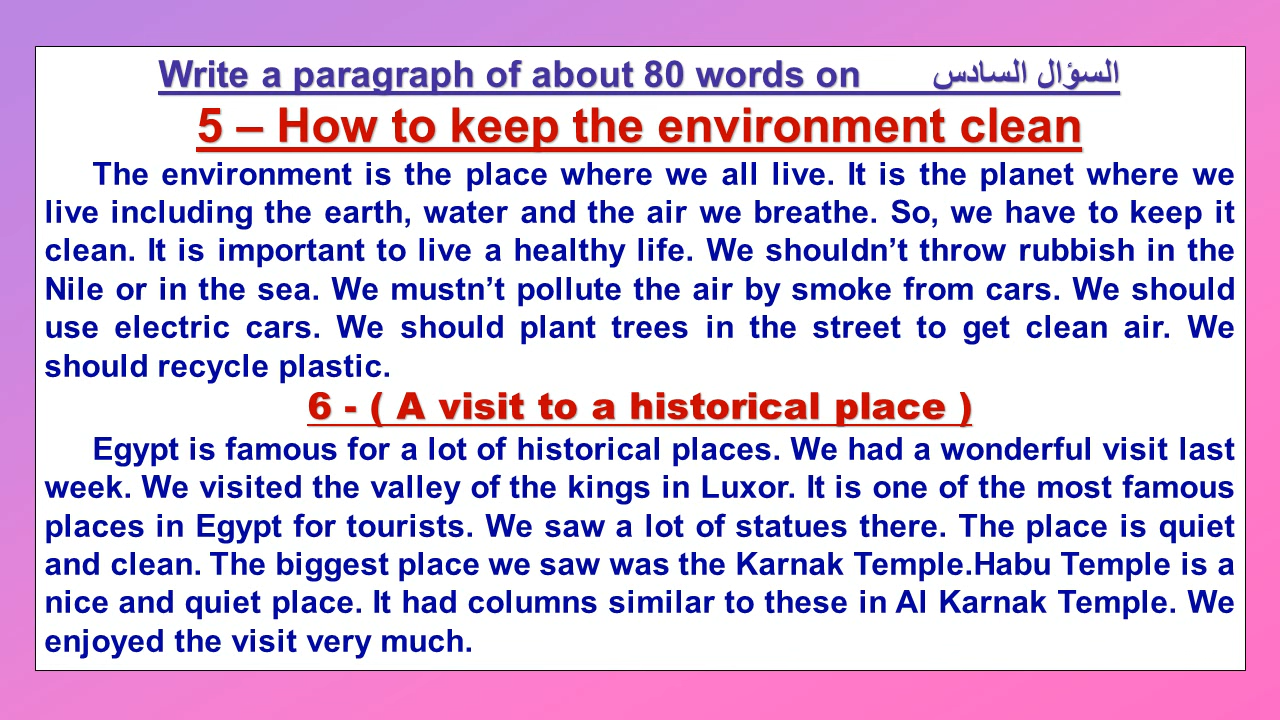 Write a paragraph of about 80 words on السؤال السادس
5 – How to keep the environment clean
The environment is the place where we all live. It is the planet where we
live including the earth, water and the air we breathe. So, we have to keep it
clean. It is important to live a healthy life. We shouldn’t throw rubbish in the
Nile or in the sea. We mustn’t pollute the air by smoke from cars. We should
use electric cars. We should plant trees in the street to get clean air. We
should recycle plastic.
6 - ( A visit to a historical place )
Egypt is famous for a lot of historical places. We had a wonderful visit last
week. We visited the valley of the kings in Luxor. It is one of the most famous
places in Egypt for tourists. We saw a lot of statues there. The place is quiet
and clean. The biggest place we saw was the Karnak Temple.Habu Temple is a
nice and quiet place. It had columns similar to these in Al Karnak Temple. We
enjoyed the visit very much.